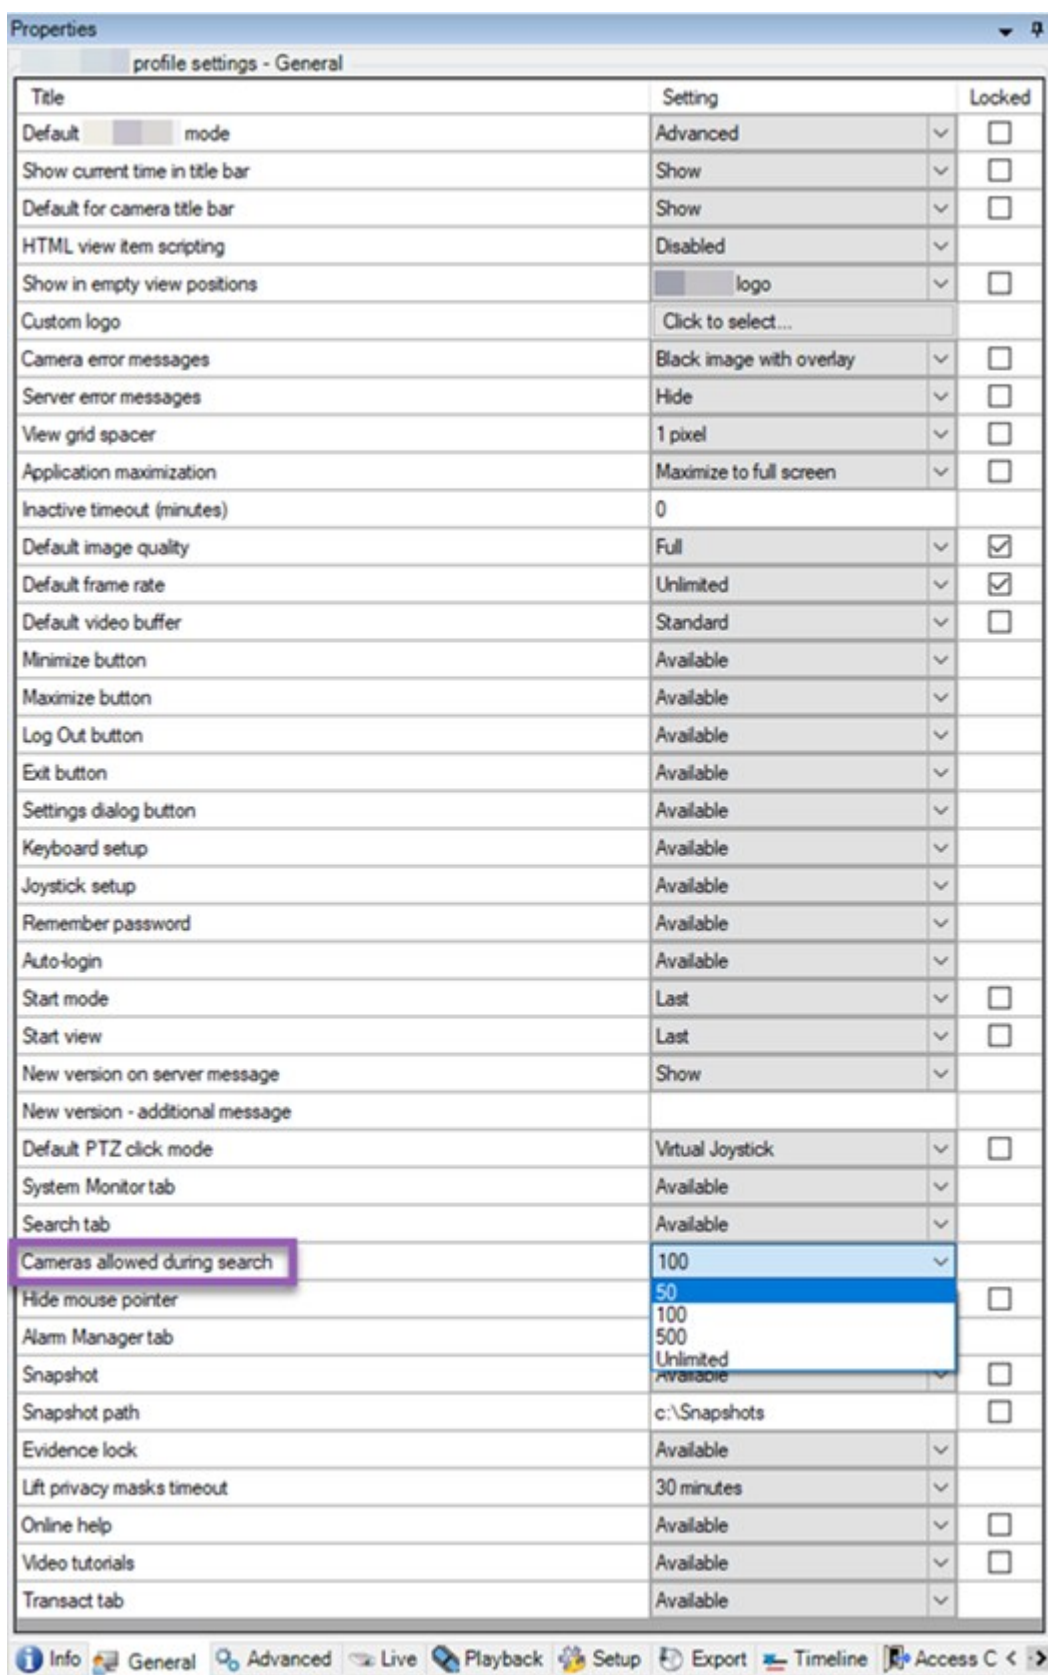 Properties
profile settings - General
Title Setting Locked
Default mode Advanced
Show current time in title bar Show
Default for camera title bar Show
HTML view item scripting Disabled
Show in empty view positions logo
Custom logo Click to select...
Camera error messages Black image with overlay
Server error messages Hide
View grid spacer 1 pixel
Application maximization Maximize to full screen
Inactive timeout (minutes) 0
Default image quality Full
Default frame rate Unlimited
Default video buffer Standard
Minimize button Available
Maximize button Available
Log Out button Available
Exit button Available
Settings dialog button Available
Keyboard setup Available
Joystick setup Available
Remember password Available
Auto-login Available
Start mode Last
Start view Last
New version on server message Show
New version - additional message
Default PTZ click mode Virtual Joystick
System Monitor tab Available
Search tab Available
Cameras allowed during search 100
Hide mouse pointer 50
100
Alarm Manager tab 500
Unlimited
Snapshot Available
Snapshot path c:\Snapshots
Evidence lock Available
Lift privacy masks timeout 30 minutes
Online help Available
Video tutorials Available
Transact tab Available
Info General Advanced Live Playback Setup Export Timeline Access C